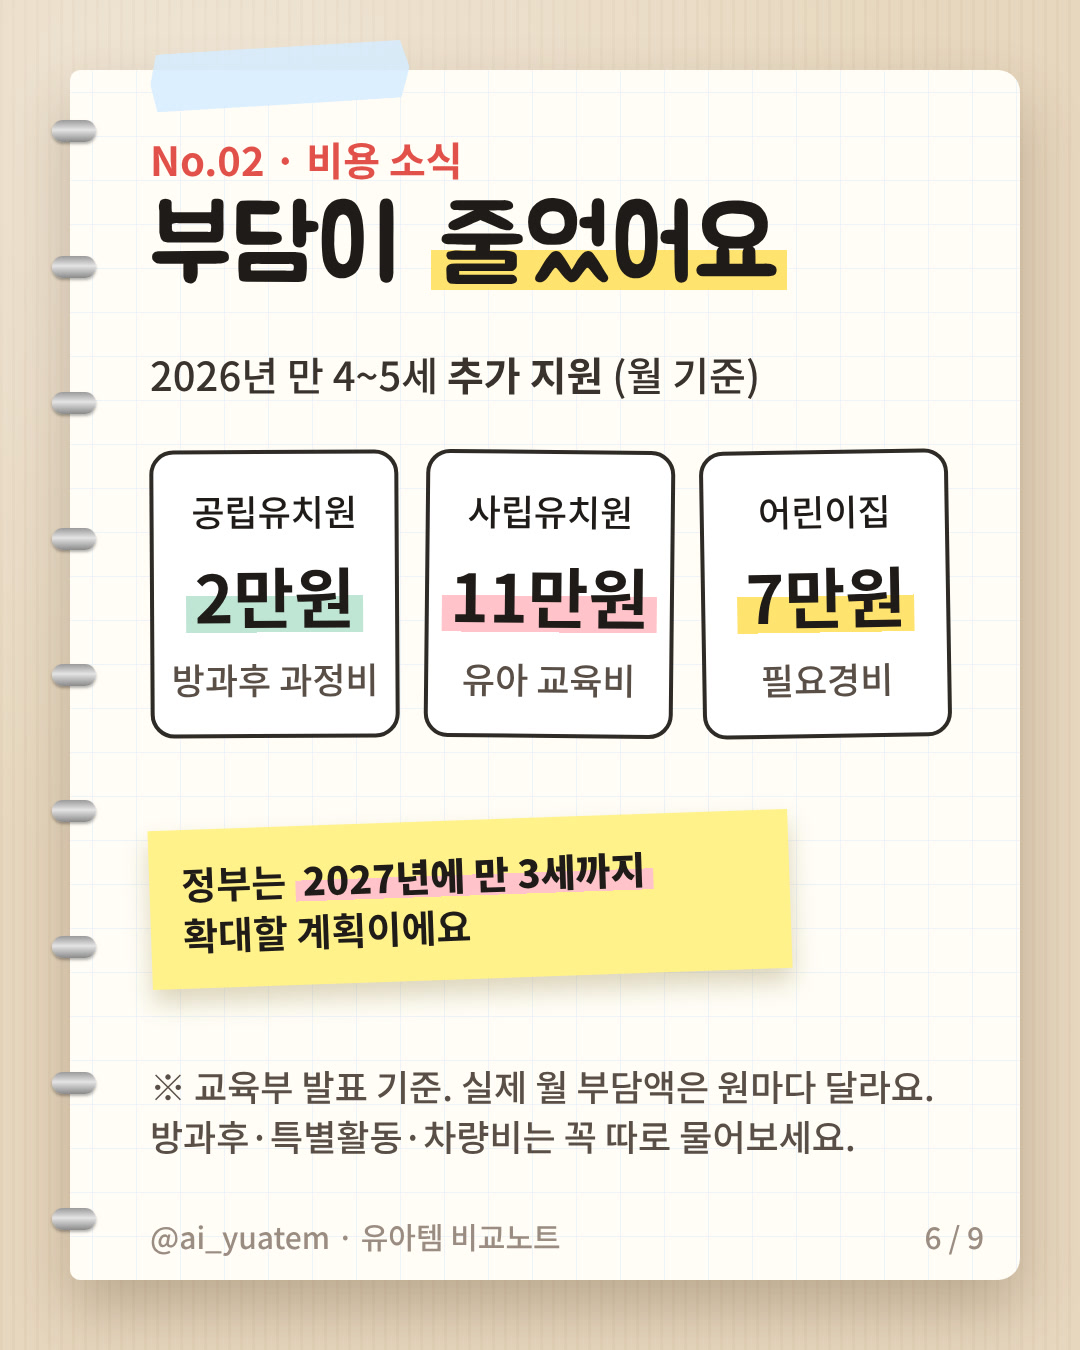 No.02 · 비용 소식
부담이 줄었어요
2026년 만 4~5세 추가 지원 (월 기준)
공립유치원
2만원
방과후 과정비
사립유치원
11만원
유아 교육비
어린이집
7만원
필요경비
정부는 2027년에 만 3세까지
확대할 계획이에요
※ 교육부 발표 기준. 실제 월 부담액은 원마다 달라요.
방과후·특별활동·차량비는 꼭 따로 물어보세요.
@ai_yuatem · 유아템 비교노트
6 / 9